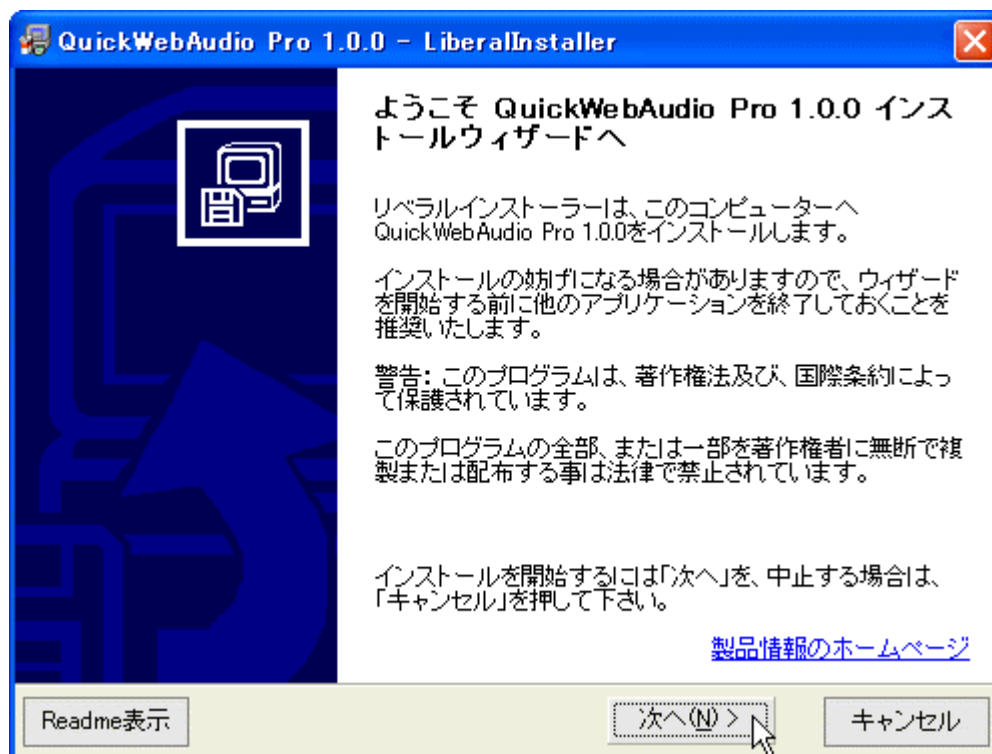 QuickWebAudio Pro 1.0.0 - LiberalInstaller
ようこそ QuickWebAudio Pro 1.0.0 インス
トールウィザードへ
リベラルインストーラーは、このコンピューターへ
QuickWebAudio Pro 1.0.0をインストールします。
インストールの妨げになる場合がありますので、ウィザード
を開始する前に他のアプリケーションを終了しておくことを
推奨いたします。
警告: このプログラムは、著作権法及び、国際条約によっ
て保護されています。
このプログラムの全部、または一部を著作権者に無断で複
製または配布する事は法律で禁止されています。
インストールを開始するには「次へ」を、中止する場合は、
「キャンセル」を押して下さい。
製品情報のホームページ
Readme表示
次へ(N) >
キャンセル